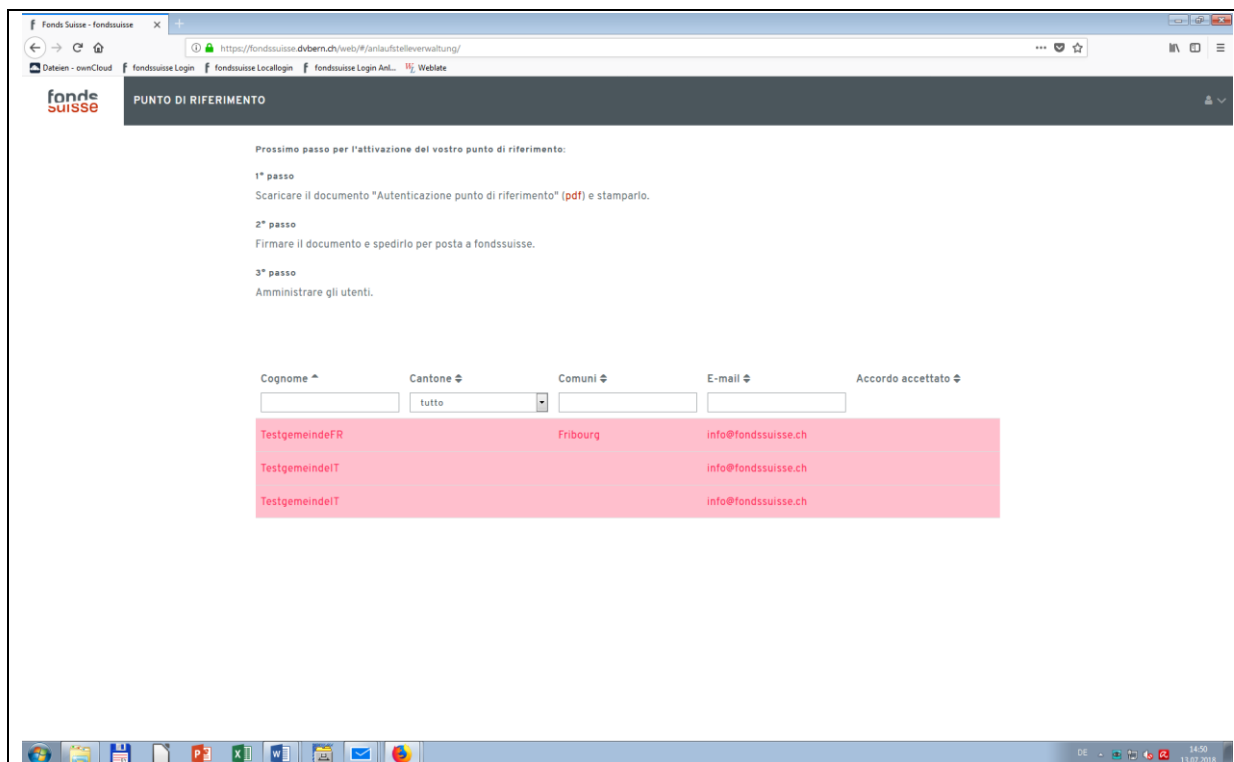 Fonds Suisse - fondssuisse
https://fondssuisse.dvbern.ch/web/#/anlaufstelleverwaltung/
Dateien - ownCloud fondssuisse Login fondssuisse Locallogin fondssuisse Login Anl... Weblate
fonds
suisse
PUNTO DI RIFERIMENTO
Prossimo passo per l'attivazione del vostro punto di riferimento:
1° passo
Scaricare il documento "Autenticazione punto di riferimento" (pdf) e stamparlo.
2° passo
Firmare il documento e spedirlo per posta a fondssuisse.
3° passo
Amministrare gli utenti.
Cognome Cantone Comuni E-mail Accordo accettato
tutto
TestgemeindeFR Fribourg info@fondssuisse.ch
TestgemeindeIT info@fondssuisse.ch
TestgemeindeIT info@fondssuisse.ch
DE 14:50
13.07.2018